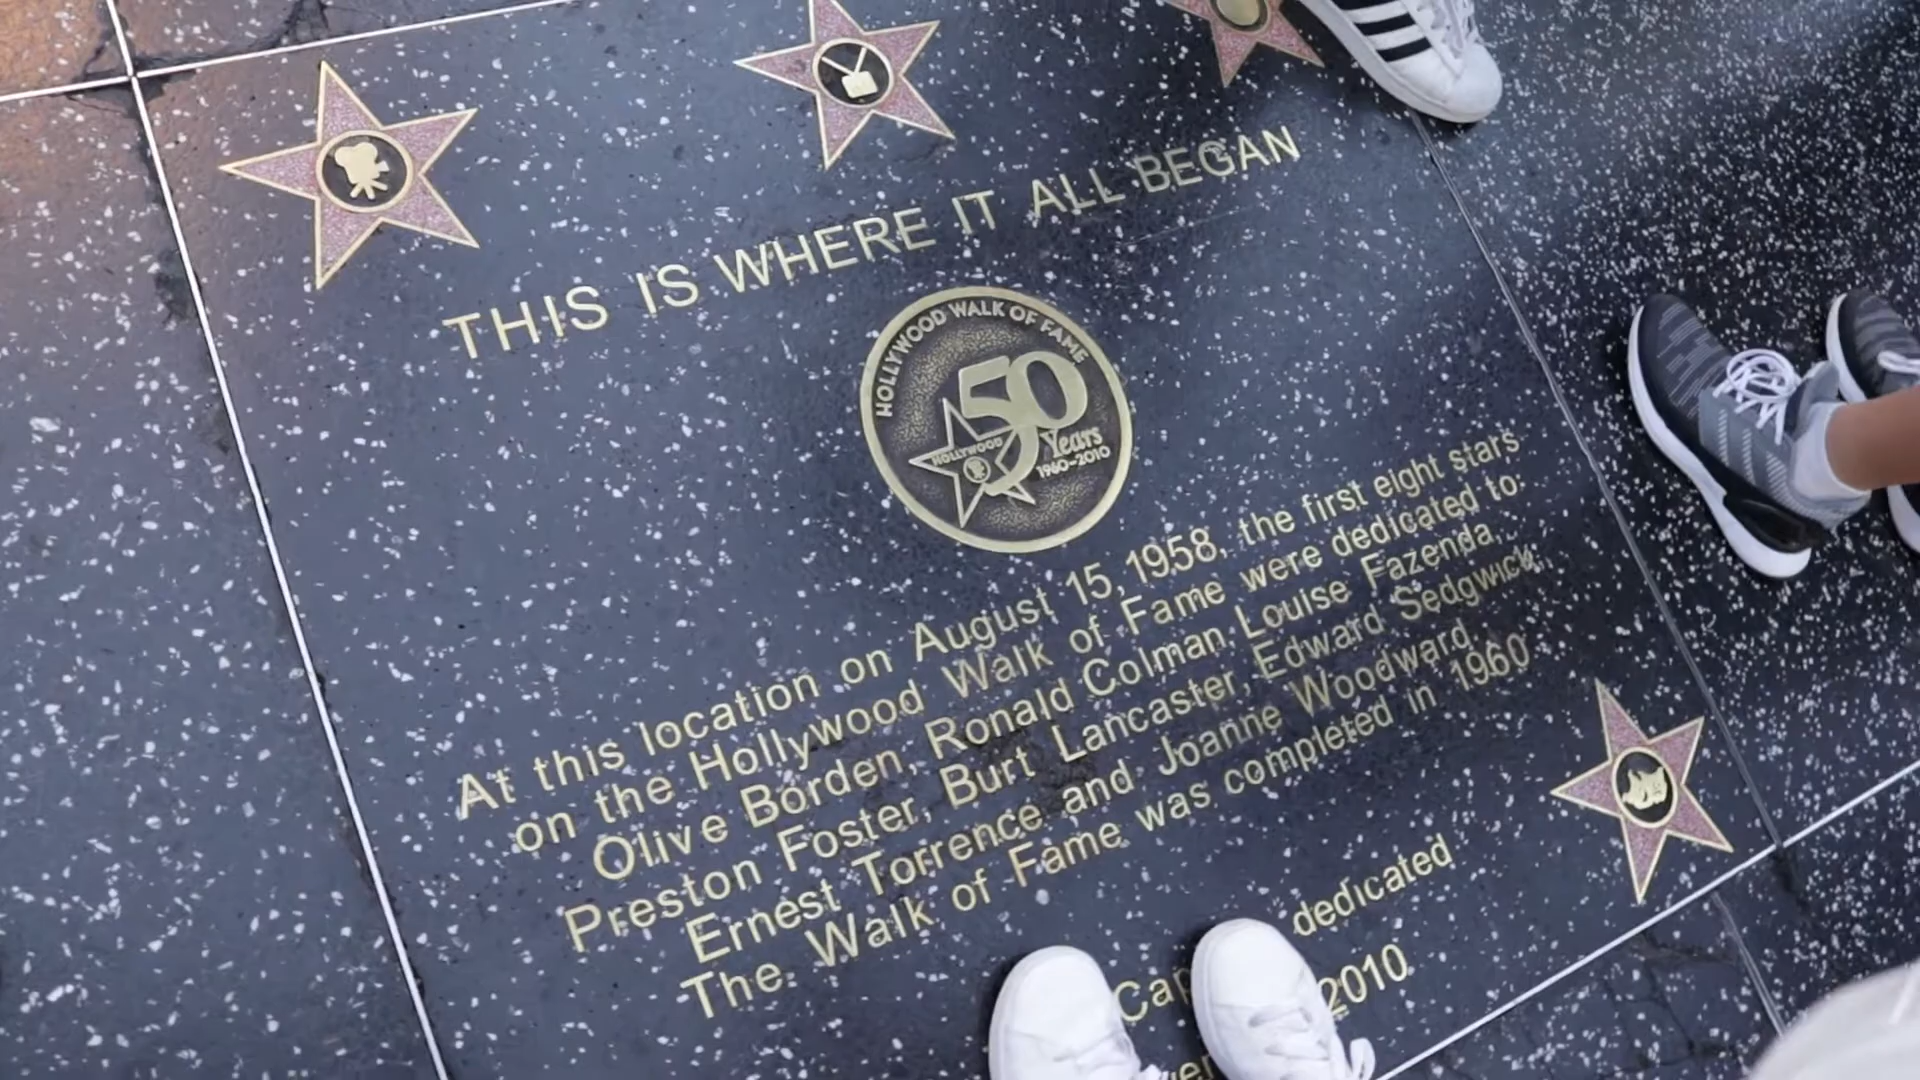 THIS IS WHERE IT ALL BEGAN
HOLLYWOOD WALK OF FAME
50
HOLLYWOOD
Years
1960-2010
At this location on August 15, 1958, the first eight stars
on the Hollywood Walk of Fame were dedicated to:
Olive Borden, Ronald Colman, Louise Fazenda,
Preston Foster, Burt Lancaster, Edward Sedgwick,
Ernest Torrence and Joanne Woodward.
The Walk of Fame was completed in 1960
dedicated
2010